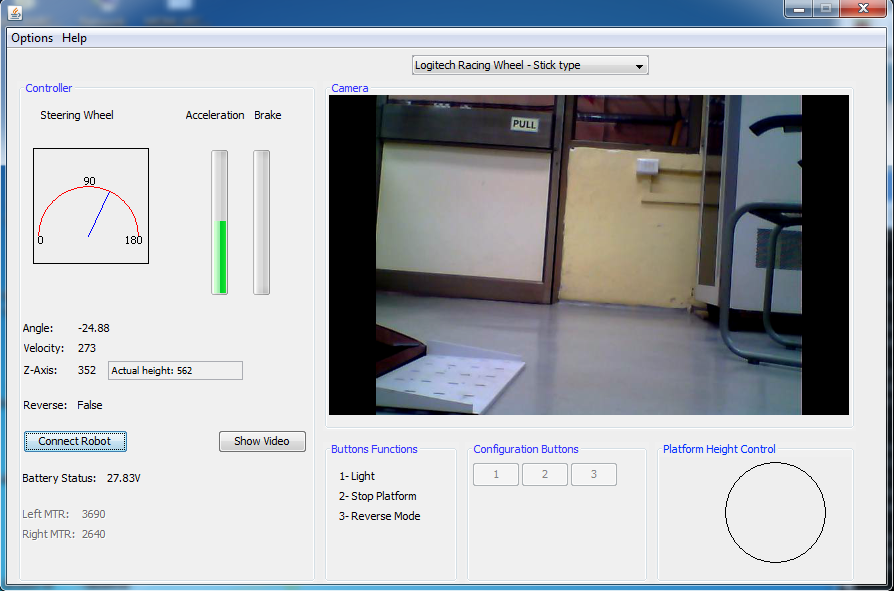 Options Help
Logitech Racing Wheel - Stick type
Controller
Camera
Steering Wheel Acceleration Brake
PULL
90
0 180
Angle: -24.88
Velocity: 273
Z-Axis: 352 Actual height: 562
Reverse: False
Connect Robot Show Video
Battery Status: 27.83V
Left MTR: 3690
Right MTR: 2640
Buttons Functions
1- Light
2- Stop Platform
3- Reverse Mode
Configuration Buttons
1 2 3
Platform Height Control